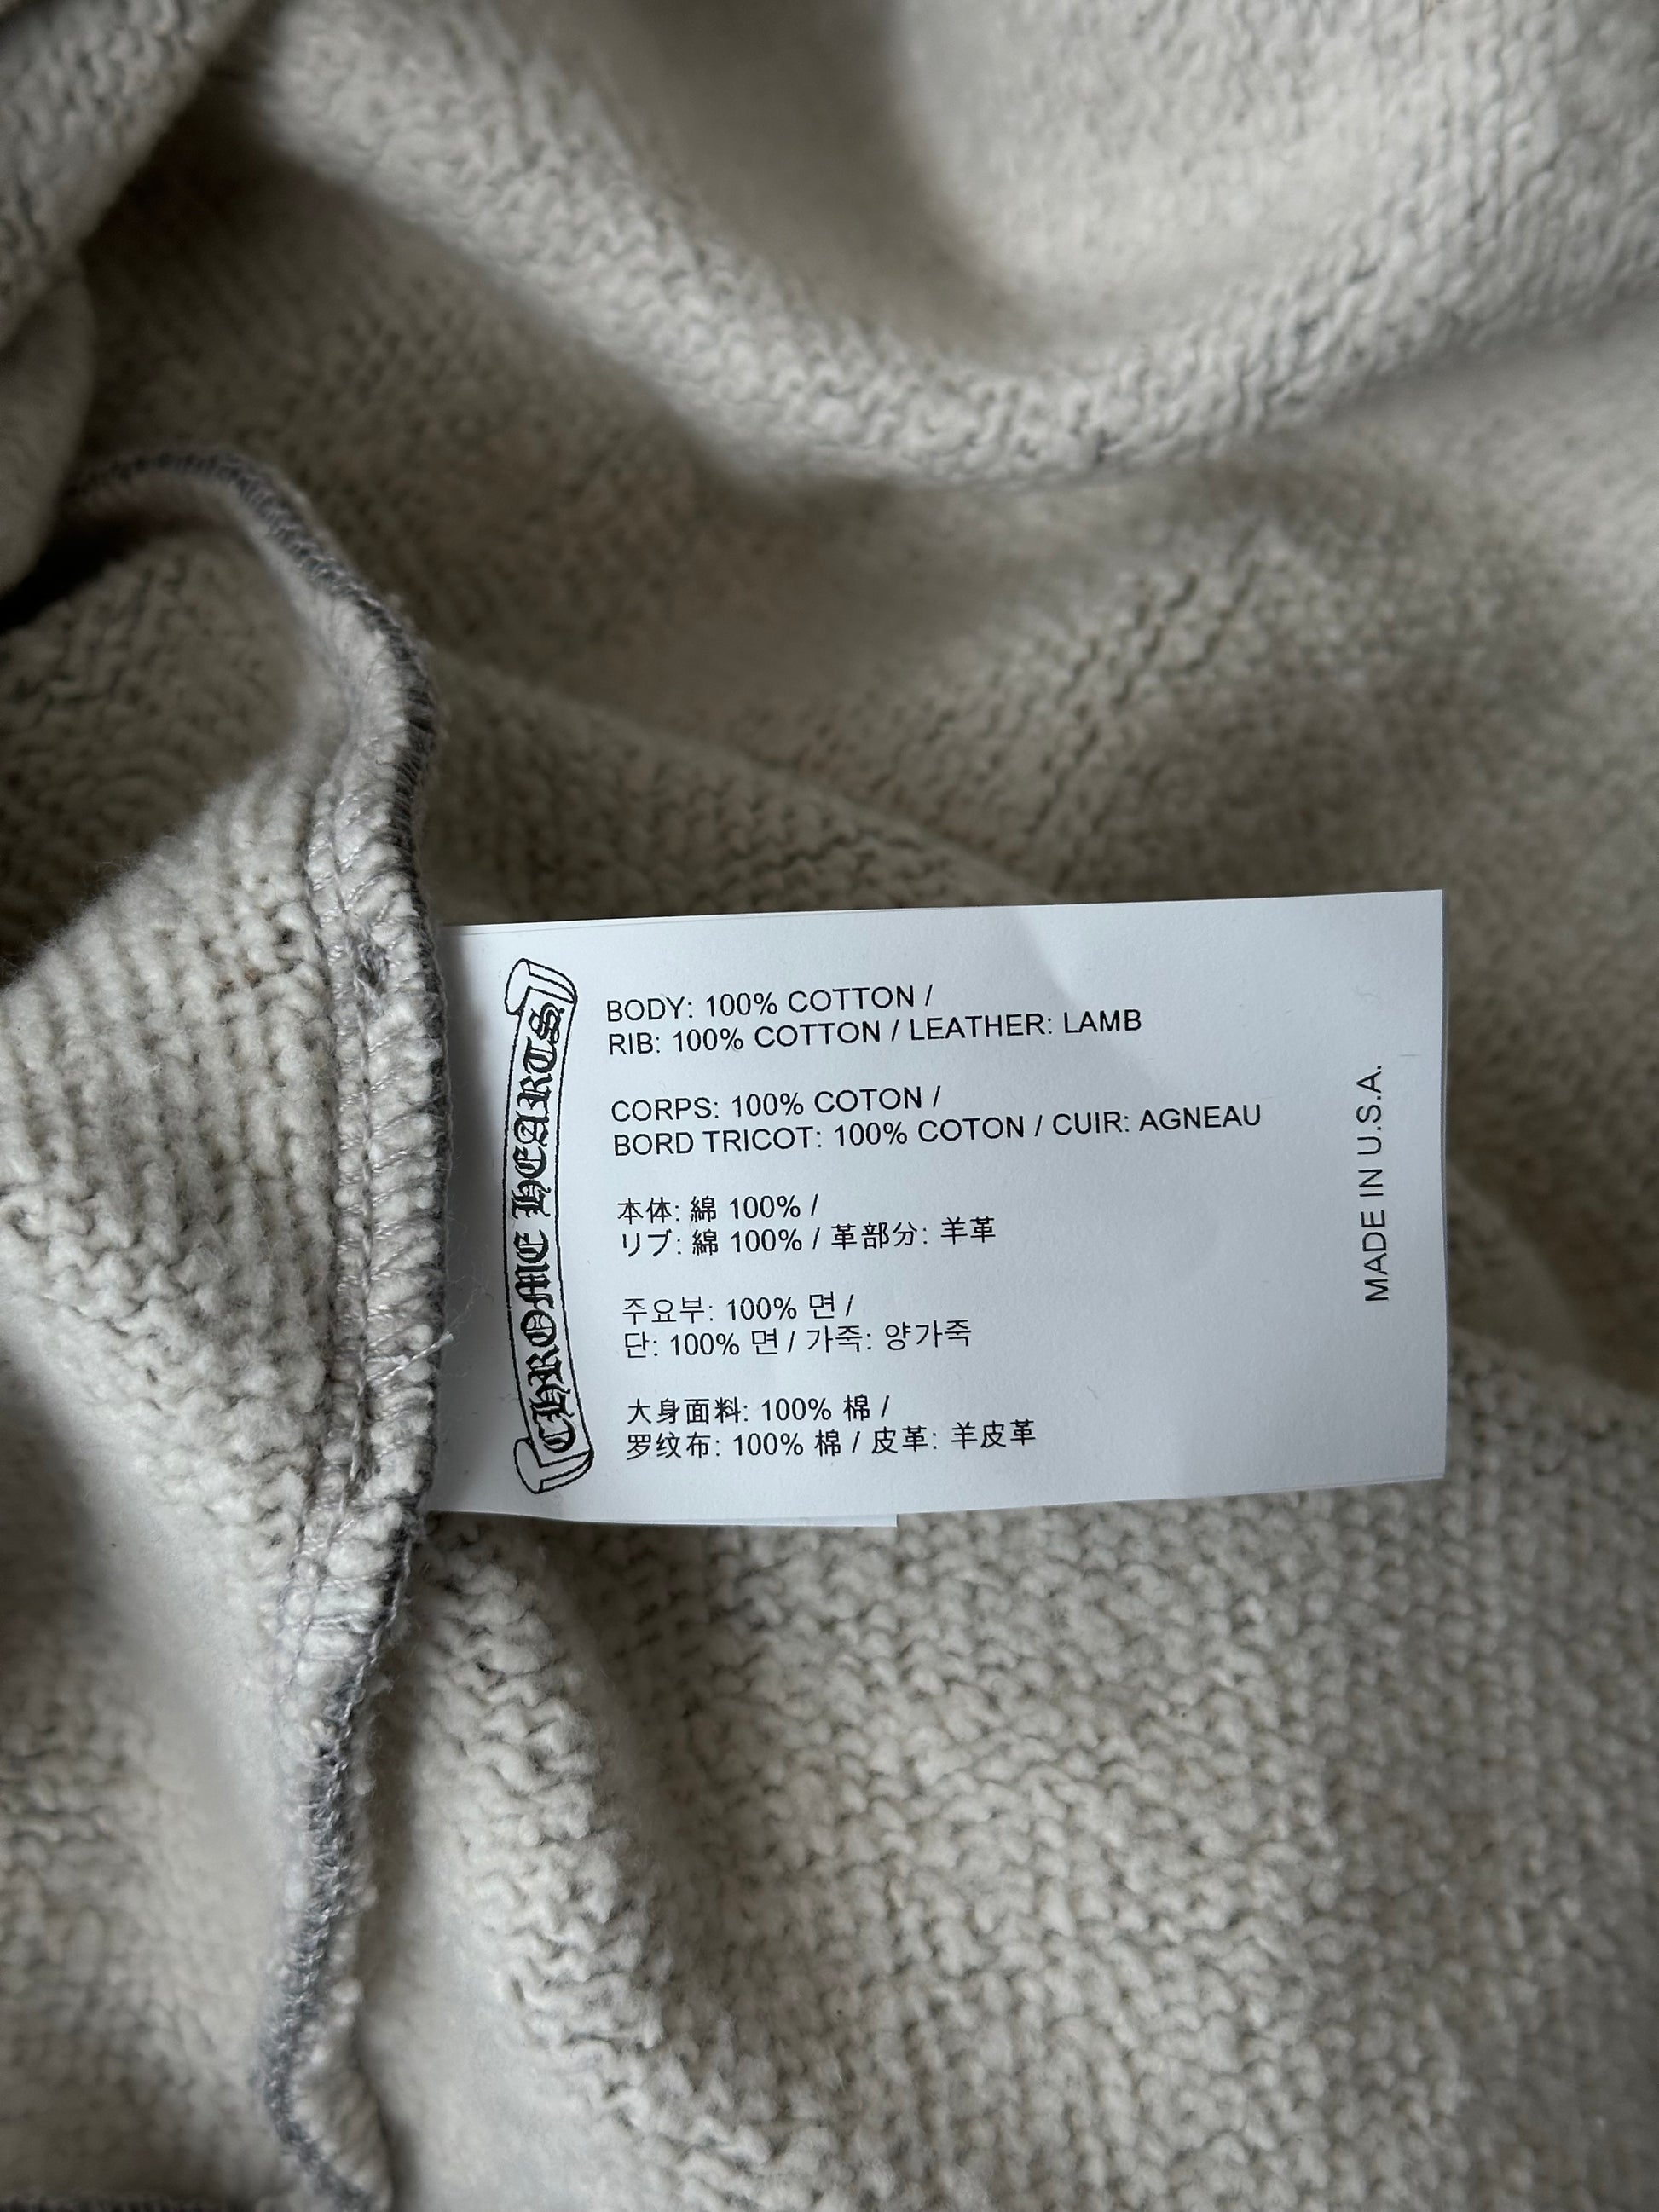 CHROME HEARTS
BODY: 100% COTTON /
RIB: 100% COTTON / LEATHER: LAMB
CORPS: 100% COTON /
BORD TRICOT: 100% COTON / CUIR: AGNEAU
本体: 綿 100% /
リブ: 綿 100% / 革部分: 羊革
주요부: 100% 면 /
단: 100% 면 / 가죽: 양가죽
大身面料: 100% 棉 /
罗纹布: 100% 棉 / 皮革: 羊皮革
MADE IN U.S.A.